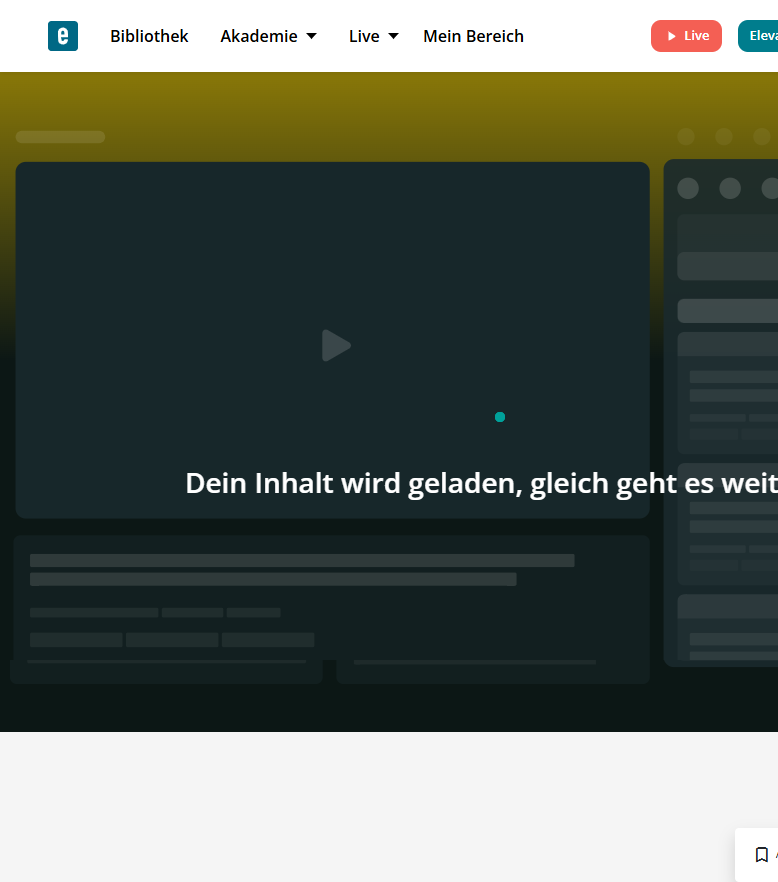 e
Bibliothek
Akademie
Live
Mein Bereich
Live
Eleva
Dein Inhalt wird geladen, gleich geht es weit